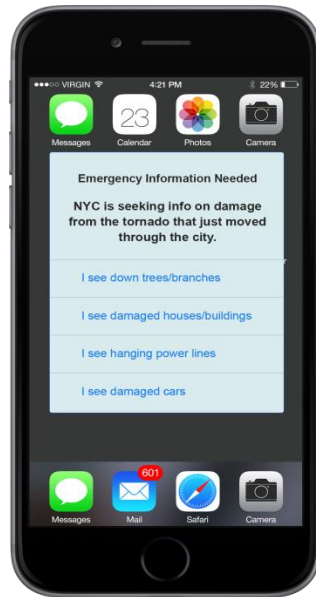 VIRGIN 4:21 PM 22%
23
Messages Calendar Photos Camera
Emergency Information Needed
NYC is seeking info on damage
from the tornado that just moved
through the city.
I see down trees/branches
I see damaged houses/buildings
I see hanging power lines
I see damaged cars
601
Messages Mail Safari Camera